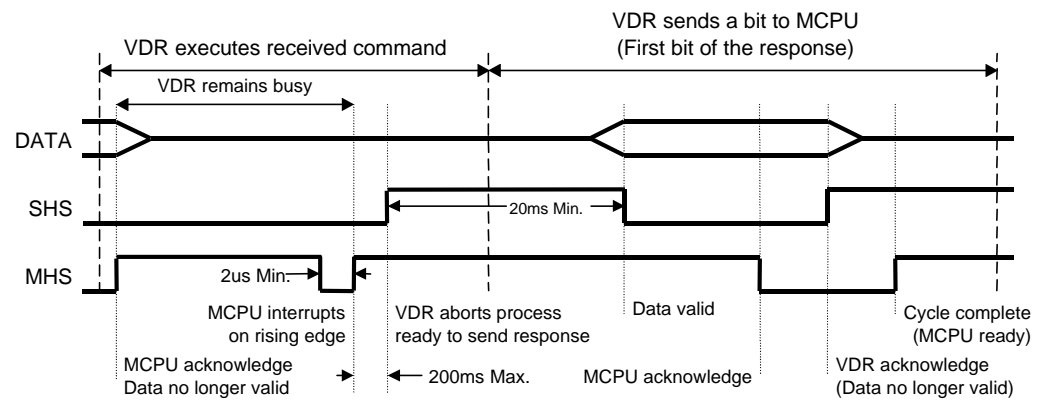 VDR sends a bit to MCPU
VDR executes received command
(First bit of the response)
VDR remains busy
DATA
SHS
20ms Min.
MHS
2us Min.
MCPU interrupts
on rising edge
VDR aborts process
ready to send response
Data valid
Cycle complete
(MCPU ready)
MCPU acknowledge
Data no longer valid
200ms Max.
MCPU acknowledge
VDR acknowledge
(Data no longer valid)